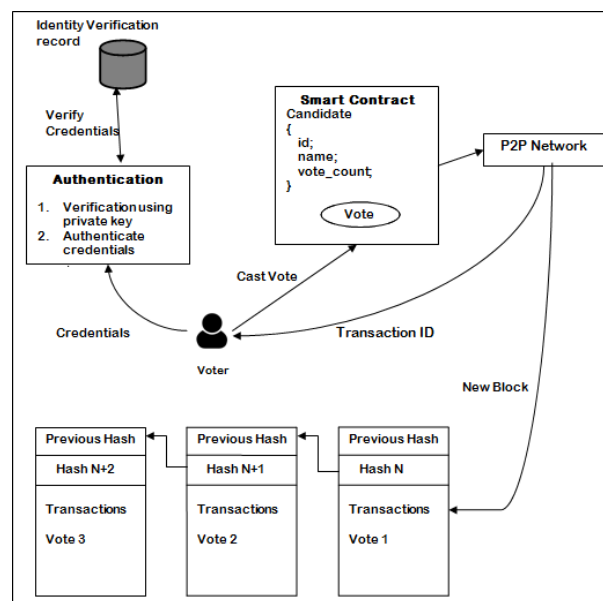 Identity Verification
record
Verify
Credentials
Authentication
1. Verification using
private key
2. Authenticate
credentials
Smart Contract
Candidate
{
id;
name;
vote_count;
}
Vote
P2P Network
Cast Vote
Credentials
Voter
Transaction ID
New Block
Previous Hash
Hash N+2
Transactions
Vote 3
Previous Hash
Hash N+1
Transactions
Vote 2
Previous Hash
Hash N
Transactions
Vote 1